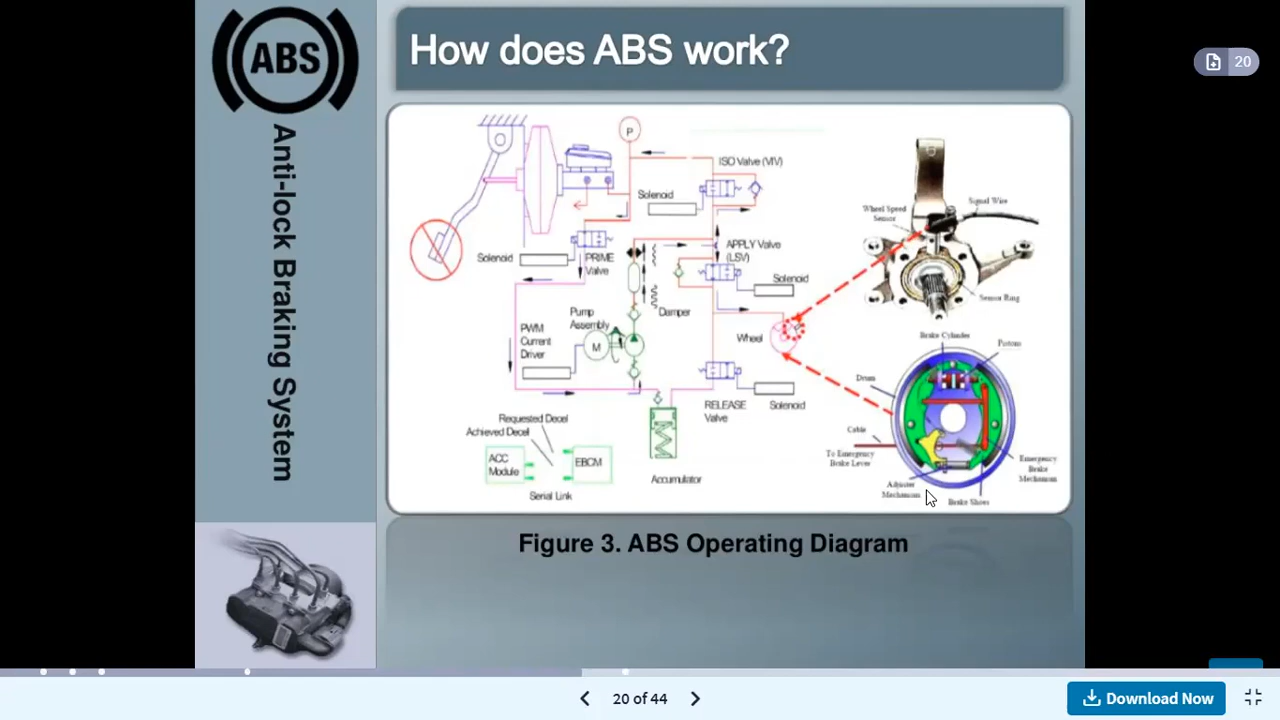 ABS
Anti-lock Braking System
How does ABS work?
20
P
ISO Valve (VIV)
Solenoid
Solenoid
PRIME
Valve
APPLY Valve
(LSV)
Solenoid
Pump
Assembly
Damper
PWM
Current
Driver
M
Wheel
RELEASE
Valve
Solenoid
Requested Decel
Achieved Decel
ACC
Module
EBCM
Serial Link
Accumulator
Wheel Speed
Sensor
Signal Wire
Sensor Ring
Brake Cylinder
Pistons
Drum
Cable
To Emergency
Brake Lever
Adjuster
Mechanism
Brake Shoes
Emergency
Brake
Mechanism
Figure 3. ABS Operating Diagram
20 of 44
Download Now